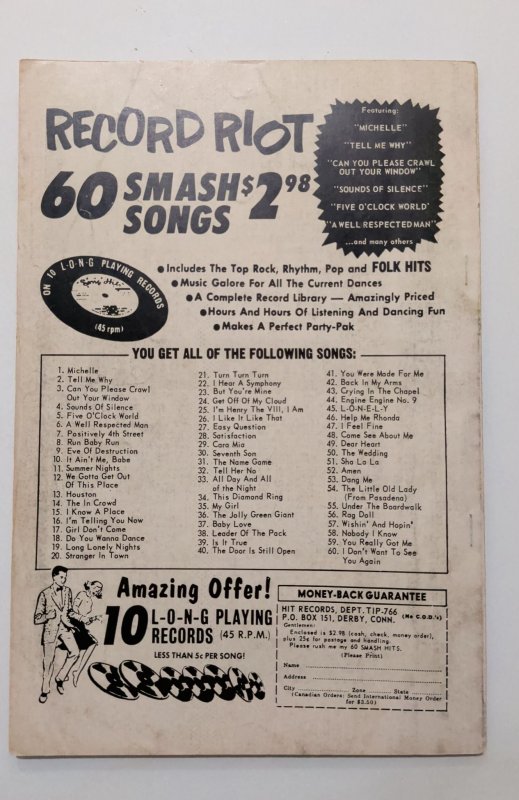 RECORD RIOT
60 SMASH SONGS $2.98
Featuring:
"MICHELLE"
"TELL ME WHY"
"CAN YOU PLEASE CRAWL
OUT YOUR WINDOW"
"SOUNDS OF SILENCE"
"FIVE O'CLOCK WORLD'
"A WELL RESPECTED MAN"
...and many others
ON 10 L-O-N-G PLAYING RECORDS
(45 rpm)
• Includes The Top Rock, Rhythm, Pop and FOLK HITS
• Music Galore For All The Current Dances
• A Complete Record Library — Amazingly Priced
• Hours And Hours Of Listening And Dancing Fun
• Makes A Perfect Party-Pak
YOU GET ALL OF THE FOLLOWING SONGS:
1. Michelle
2. Tell Me Why
3. Can You Please Crawl
Out Your Window
4. Sounds Of Silence
5. Five O'Clock World
6. A Well Respected Man
7. Positively 4th Street
8. Run Baby Run
9. Eve Of Destruction
10. It Ain't Me, Babe
11. Summer Nights
12. We Gotta Get Out
Of This Place
13. Houston
14. The In Crowd
15. I Know A Place
16. I'm Telling You Now
17. Girl Don't Come
18. Do You Wanna Dance
19. Long Lonely Nights
20. Stranger In Town
21. Turn Turn Turn
22. I Hear A Symphony
23. But You're Mine
24. Get Off Of My Cloud
25. I'm Henry The VIII, I Am
26. I Like It Like That
27. Easy Question
28. Satisfaction
29. Cara Mia
30. Seventh Son
31. The Name Game
32. Tell Her No
33. All Day And All
of the Night
34. This Diamond Ring
35. My Girl
36. The Jolly Green Giant
37. Baby Love
38. Leader Of The Pack
39. Is It True
40. The Door Is Still Open
41. You Were Made For Me
42. Back In My Arms
43. Crying In The Chapel
44. Engine Engine No. 9
45. L-O-N-E-L-Y
46. Help Me Rhonda
47. I Feel Fine
48. Come See About Me
49. Dear Heart
50. The Wedding
51. Sha La La
52. Amen
53. Dang Me
54. The Little Old Lady
(From Pasadena)
55. Under The Boardwalk
56. Rag Doll
57. Wishin' And Hopin'
58. Nobody I Know
59. You Really Got Me
60. I Don't Want To See
You Again
Amazing Offer!
10 L-O-N-G PLAYING
RECORDS (45 R.P.M.)
LESS THAN 5¢ PER SONG!
MONEY-BACK GUARANTEE
HIT RECORDS, DEPT. TIP-766
P.O. BOX 151, DERBY, CONN. (No C.O.D.'s)
Gentlemen:
Enclosed is $2.98 (cash, check, money order),
plus 25¢ for postage and handling.
Please rush me my 60 SMASH HITS.
(Please Print)
Name
Address
City Zone State
(Canadian Orders: Send International Money Order
for $3.50)